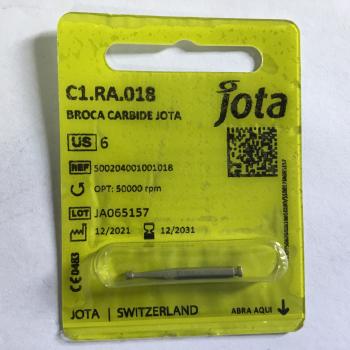 C1.RA.018
jota
BROCA CARBIDE JOTA
US 6
REF 500204001001018
OPT: 50000 rpm
LOT JA065157
12/2021 12/2031
CE 0483
JOTA | SWITZERLAND
ABRA AQUI